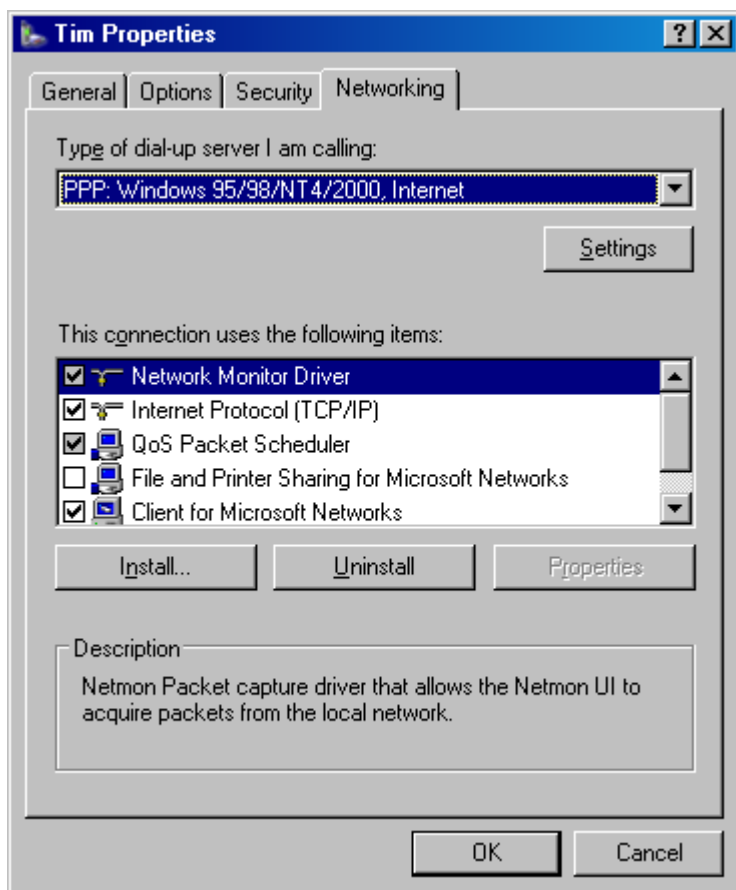 Tim Properties
General Options Security Networking
Type of dial-up server I am calling:
PPP: Windows 95/98/NT4/2000, Internet
Settings
This connection uses the following items:
Network Monitor Driver
Internet Protocol (TCP/IP)
QoS Packet Scheduler
File and Printer Sharing for Microsoft Networks
Client for Microsoft Networks
Install... Uninstall Properties
Description
Netmon Packet capture driver that allows the Netmon UI to
acquire packets from the local network.
OK Cancel